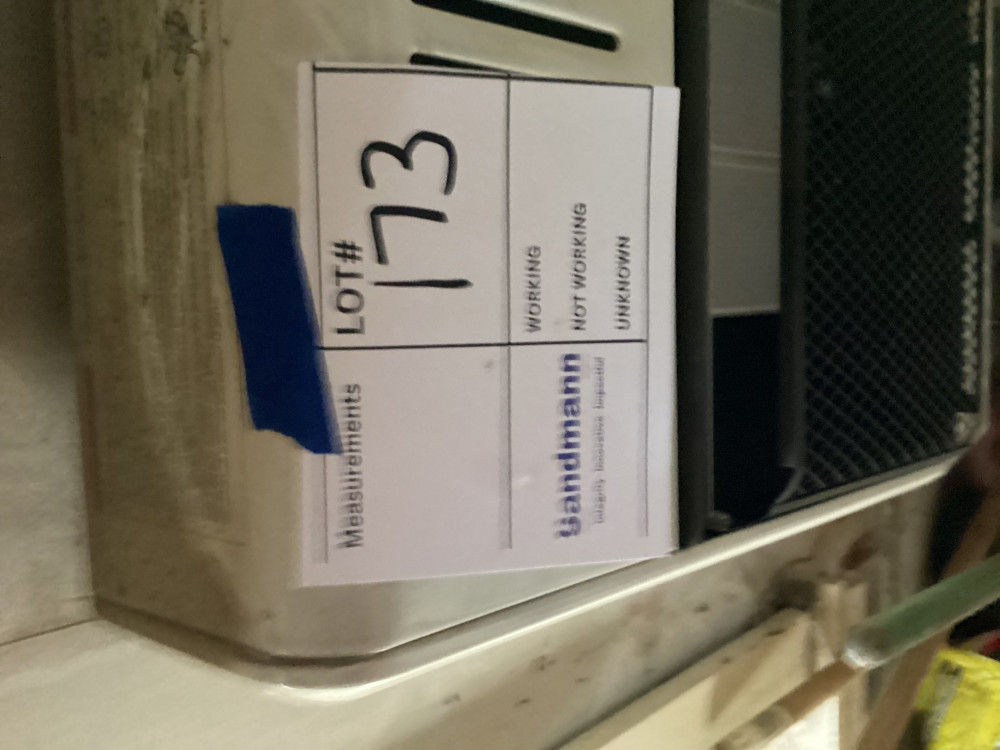 Measurements
LOT# 173
Sandmann
Integrity Innovative Impactful
WORKING
NOT WORKING
UNKNOWN